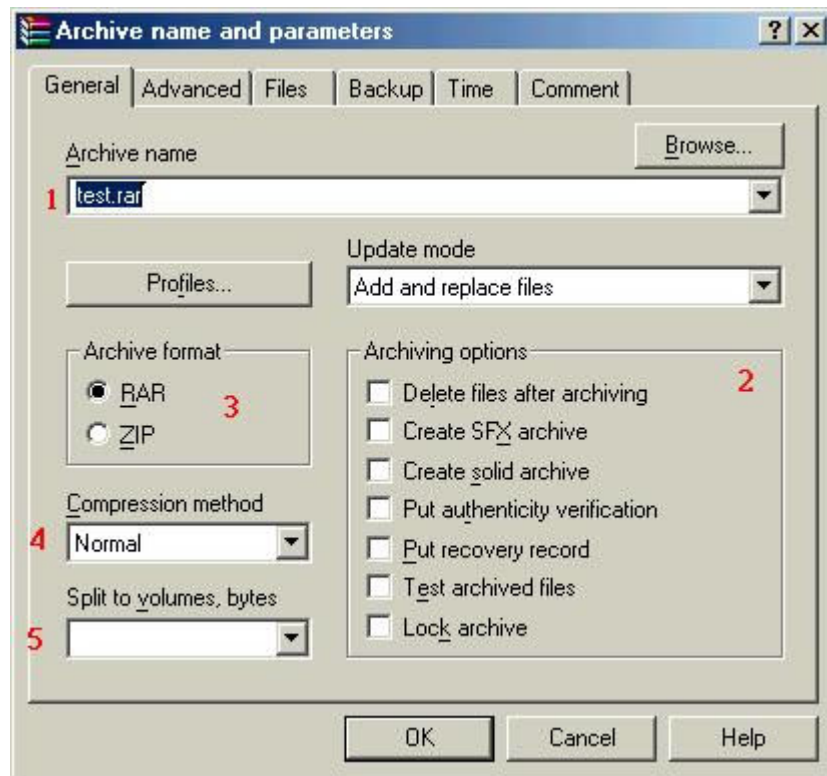 Archive name and parameters
General Advanced Files Backup Time Comment
Archive name
Browse...
1 test.rar
Update mode
Profiles...
Add and replace files
Archive format
RAR
3
ZIP
Archiving options
2
Delete files after archiving
Create SFX archive
Create solid archive
Put authenticity verification
Put recovery record
Test archived files
Lock archive
Compression method
4 Normal
Split to volumes, bytes
5
OK Cancel Help